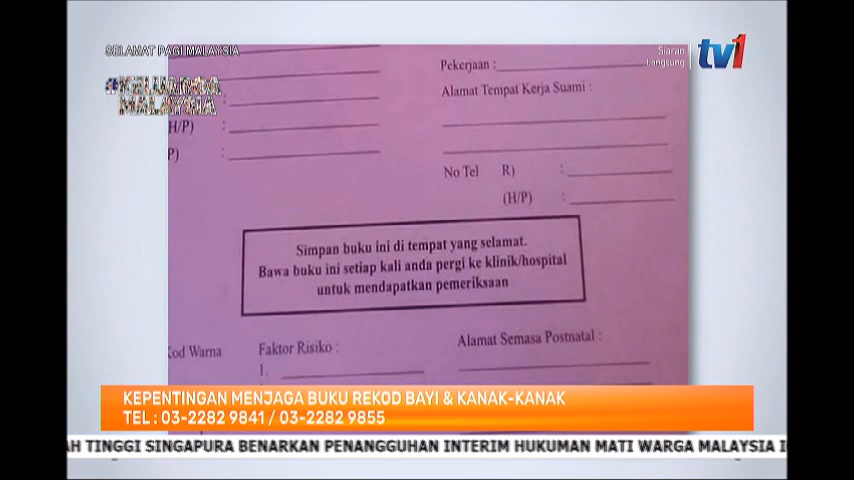 SELAMAT PAGI MALAYSIA
Siaran
Langsung
tv1
#KELUARGA
MALAYSIA
Pekerjaan :
Alamat Tempat Kerja Suami :
H/P) :
P) :
No Tel R) :
(H/P) :
Simpan buku ini di tempat yang selamat.
Bawa buku ini setiap kali anda pergi ke klinik/hospital
untuk mendapatkan pemeriksaan
Kod Warna
Faktor Risiko :
1.
Alamat Semasa Postnatal :
KEPENTINGAN MENJAGA BUKU REKOD BAYI & KANAK-KANAK
TEL : 03-2282 9841 / 03-2282 9855
AH TINGGI SINGAPURA BENARKAN PENANGGUHAN INTERIM HUKUMAN MATI WARGA MALAYSIA